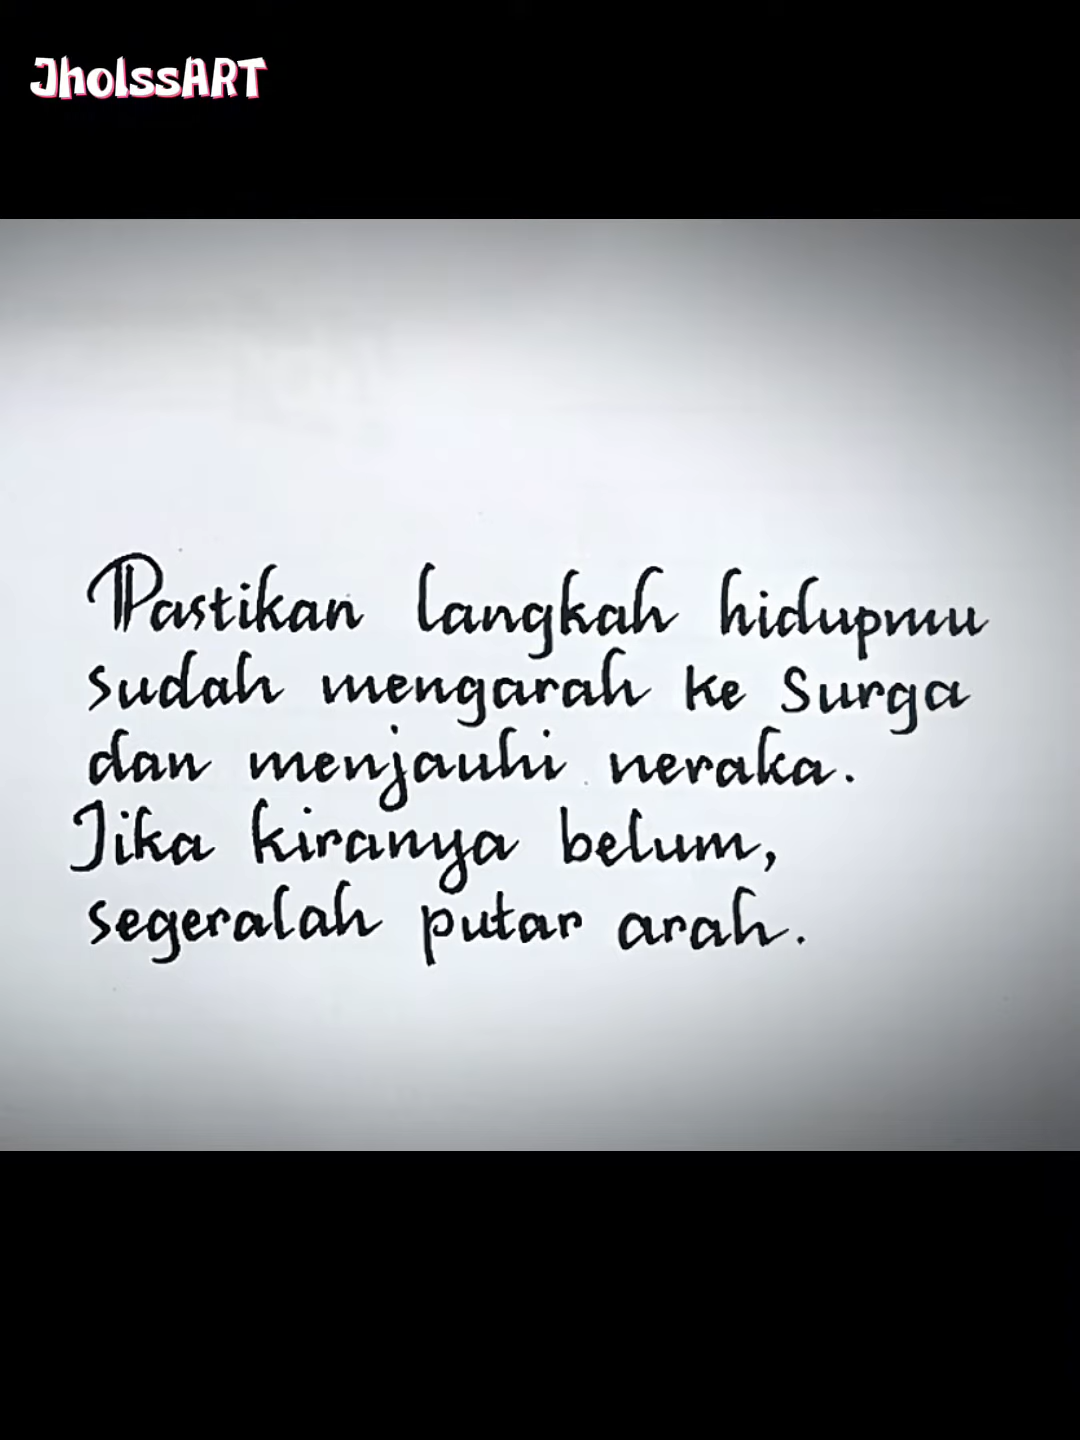 JholssART
Pastikan langkah hidupmu
sudah mengarah ke Surga
dan menjauhi neraka.
Jika kiranya belum,
segeralah putar arah.